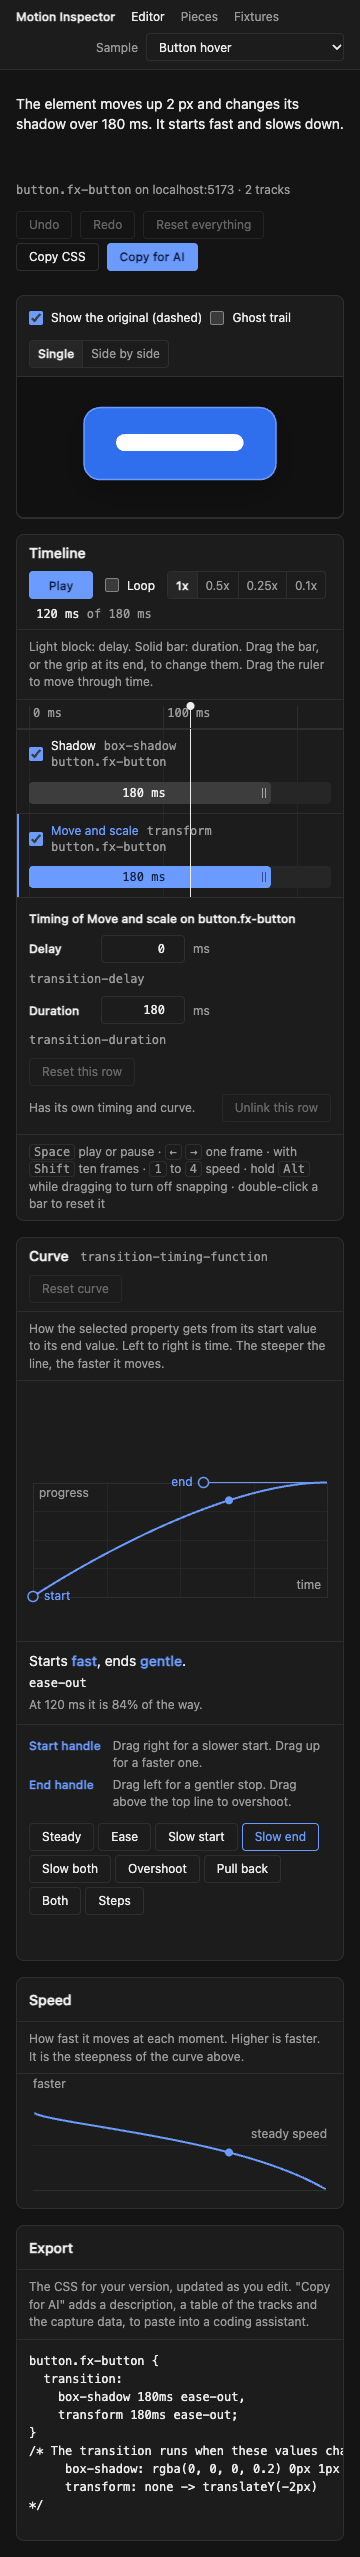 Motion Inspector Editor Pieces Fixtures
Sample Button hover
The element moves up 2 px and changes its
shadow over 180 ms. It starts fast and slows down.
button.fx-button on localhost:5173 · 2 tracks
Undo Redo Reset everything
Copy CSS Copy for AI
Show the original (dashed) Ghost trail
Single Side by side
Timeline
Play Loop 1x 0.5x 0.25x 0.1x
120 ms of 180 ms
Light block: delay. Solid bar: duration. Drag the bar,
or the grip at its end, to change them. Drag the ruler
to move through time.
0 ms 100 ms
Shadow box-shadow
button.fx-button
180 ms
Move and scale transform
button.fx-button
180 ms
Timing of Move and scale on button.fx-button
Delay 0 ms
transition-delay
Duration 180 ms
transition-duration
Reset this row
Has its own timing and curve. Unlink this row
Space play or pause · ← → one frame · with
Shift ten frames · 1 to 4 speed · hold Alt
while dragging to turn off snapping · double-click a
bar to reset it
Curve transition-timing-function
Reset curve
How the selected property gets from its start value
to its end value. Left to right is time. The steeper the
line, the faster it moves.
end
progress
time
start
Starts fast, ends gentle.
ease-out
At 120 ms it is 84% of the way.
Start handle Drag right for a slower start. Drag up
for a faster one.
End handle Drag left for a gentler stop. Drag
above the top line to overshoot.
Steady Ease Slow start Slow end
Slow both Overshoot Pull back
Both Steps
Speed
How fast it moves at each moment. Higher is faster.
It is the steepness of the curve above.
faster
steady speed
Export
The CSS for your version, updated as you edit. "Copy
for AI" adds a description, a table of the tracks and
the capture data, to paste into a coding assistant.
button.fx-button {
transition:
box-shadow 180ms ease-out,
transform 180ms ease-out;
}
/* The transition runs when these values cha
box-shadow: rgba(0, 0, 0, 0.2) 0px 1px
transform: none -> translateY(-2px)
*/